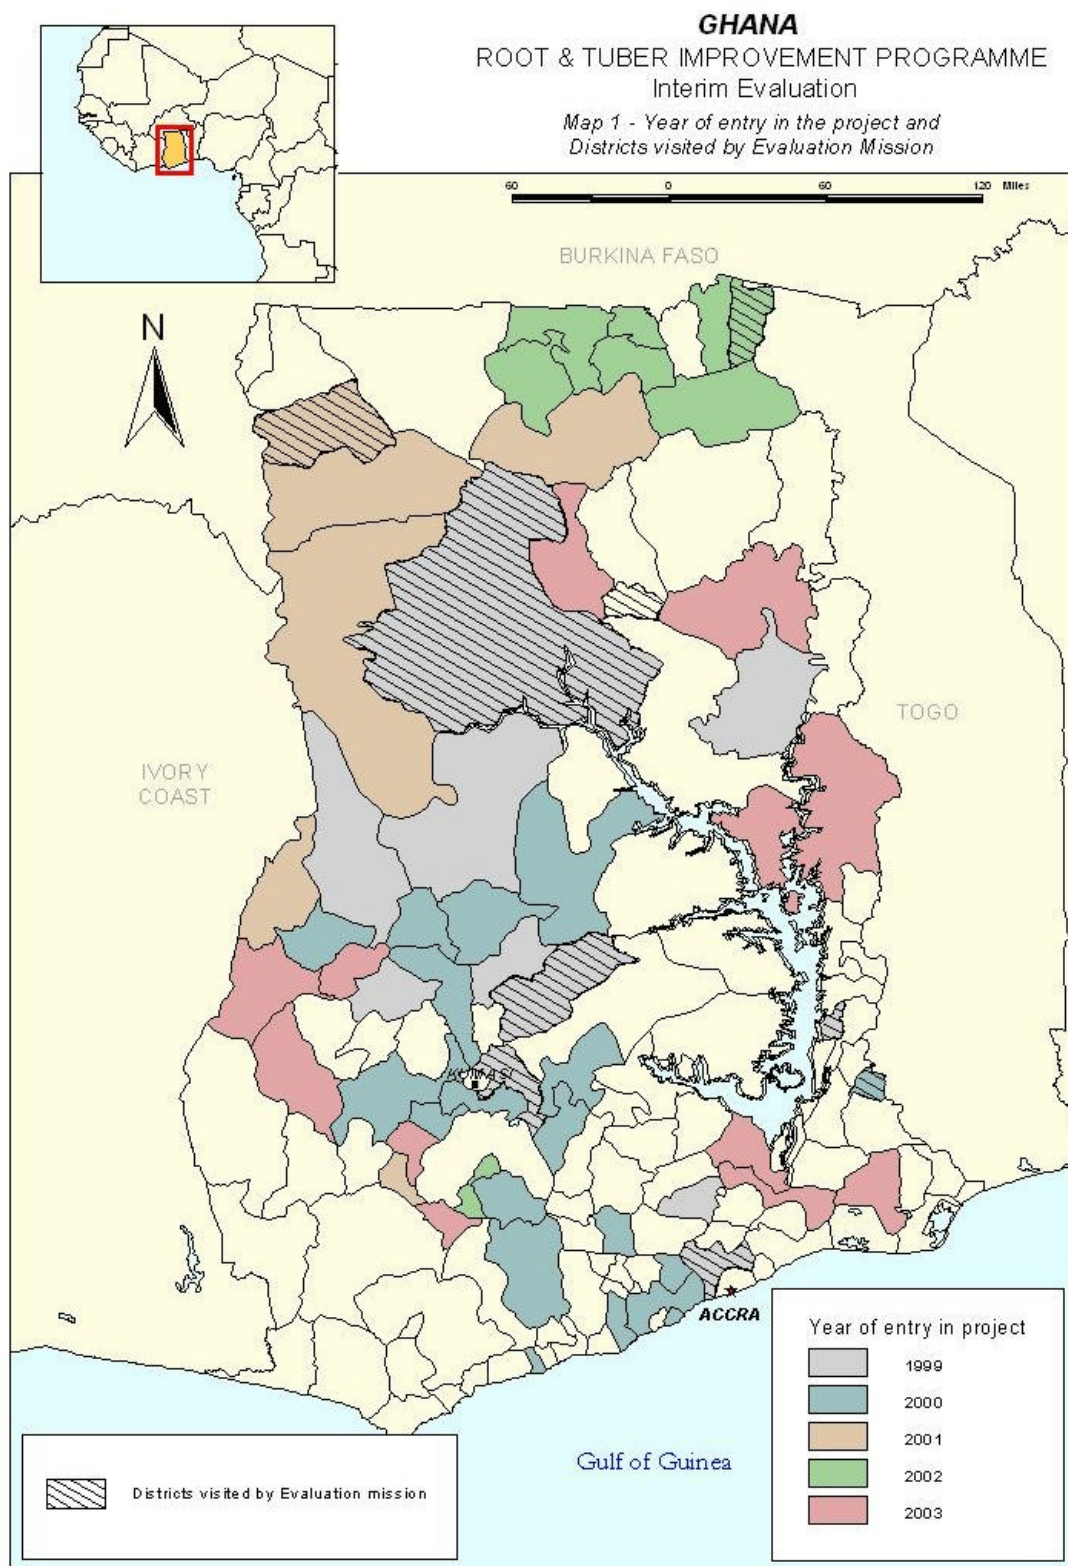 GHANA
ROOT & TUBER IMPROVEMENT PROGRAMME
Interim Evaluation
Map 1 - Year of entry in the project and
Districts visited by Evaluation Mission
60 0 60 120 Miles
BURKINA FASO
N
TOGO
IVORY
COAST
KUMASI
ACCRA
Gulf of Guinea
Year of entry in project
1999
2000
2001
2002
2003
Districts visited by Evaluation mission